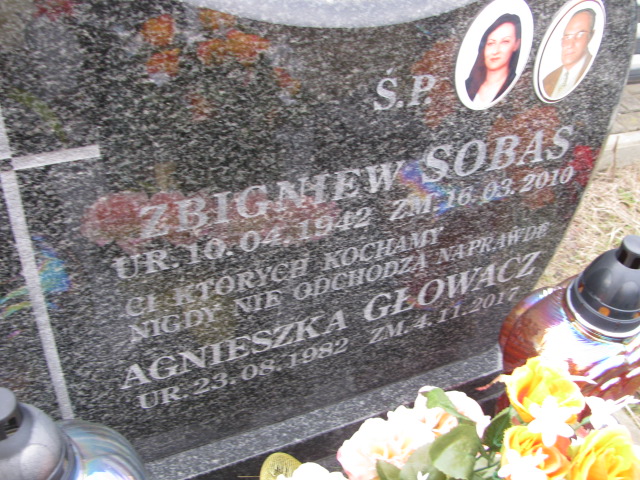 Ś.P.
ZBIGNIEW SOBAS
UR. 10.04.1942 ZM. 16.03.2010
CI KTÓRYCH KOCHAMY
NIGDY NIE ODCHODZĄ NAPRAWDĘ
AGNIESZKA GŁOWACZ
UR. 23.08.1982 ZM. 4.11.2017